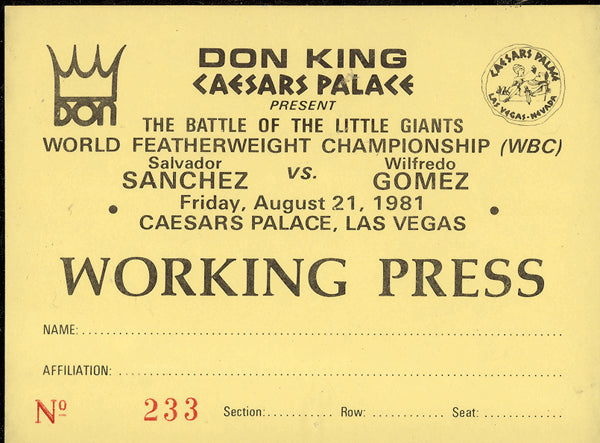 DON
DON KING
CAESARS PALACE
PRESENT
CAESARS PALACE
LAS VEGAS-NEVADA
THE BATTLE OF THE LITTLE GIANTS
WORLD FEATHERWEIGHT CHAMPIONSHIP (WBC)
Salvador SANCHEZ vs. Wilfredo GOMEZ
• Friday, August 21, 1981 •
CAESARS PALACE, LAS VEGAS
WORKING PRESS
NAME:
AFFILIATION:
Nº 233 Section: Row: Seat: